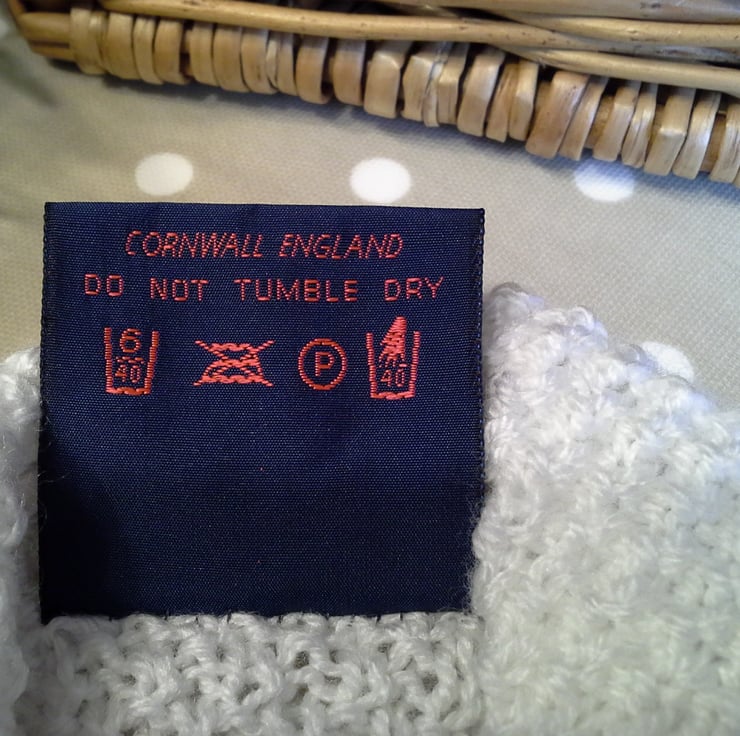 CORNWALL ENGLAND
DO NOT TUMBLE DRY
6 40 P 40